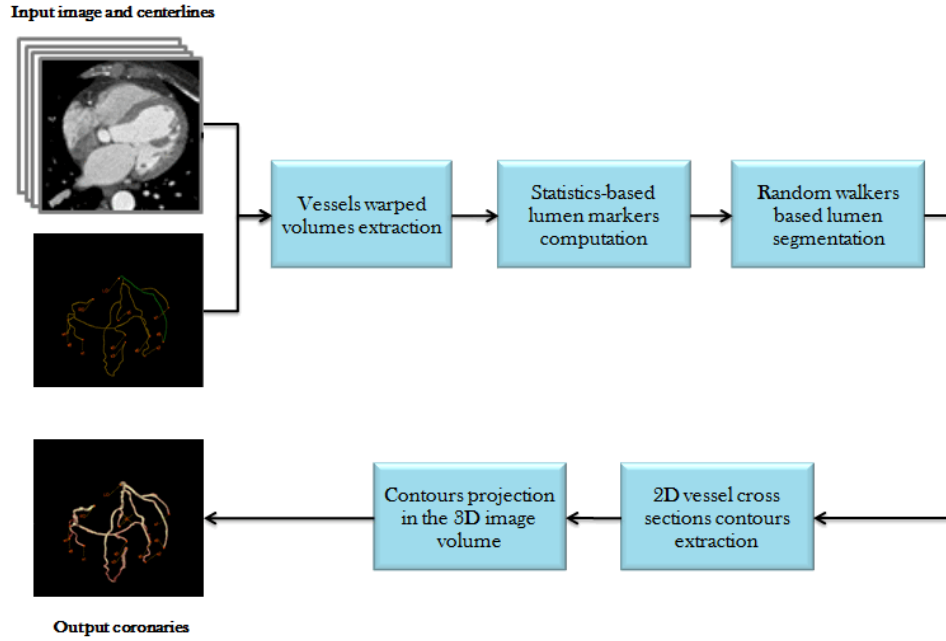 Input image and centerlines
Vessels warped
volumes extraction
Statistics-based
lumen markers
computation
Random walkers
based lumen
segmentation
Contours projection
in the 3D image
volume
2D vessel cross
sections contours
extraction
Output coronaries